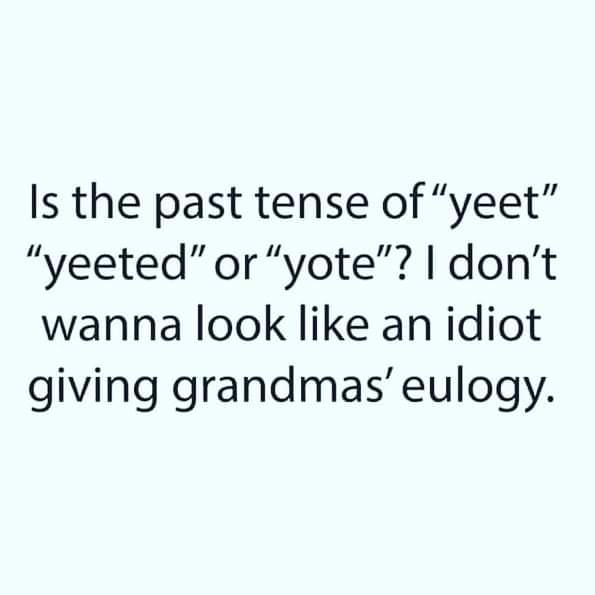 Is the past tense of “yeet”
“yeeted” or “yote”? I don’t
wanna look like an idiot
giving grandmas’ eulogy.